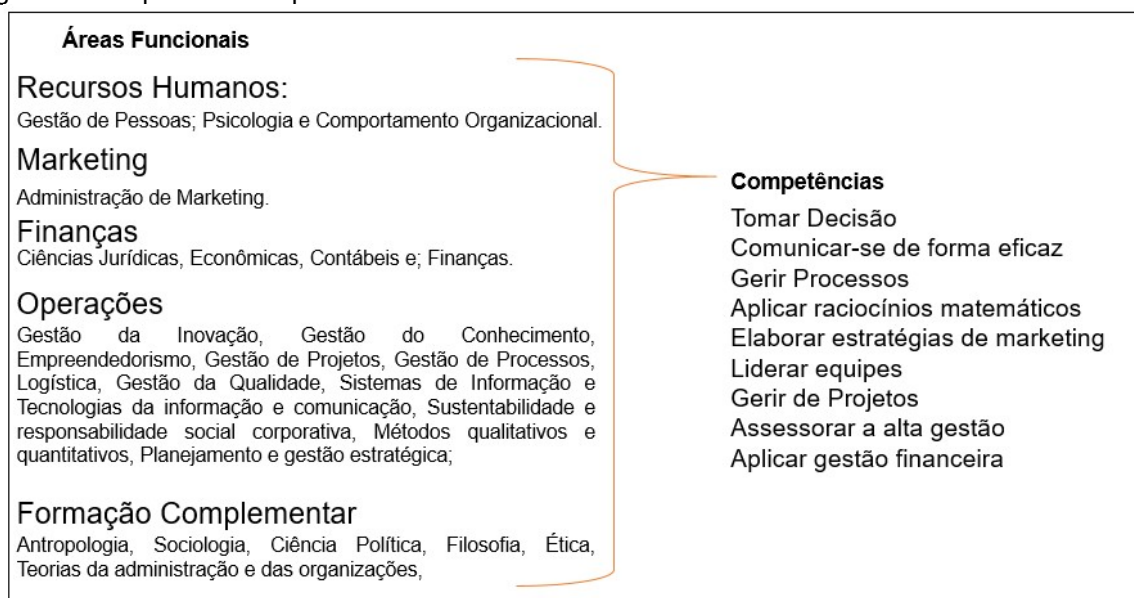 Áreas Funcionais
Recursos Humanos:
Gestão de Pessoas; Psicologia e Comportamento Organizacional.
Marketing
Administração de Marketing.
Finanças
Ciências Jurídicas, Econômicas, Contábeis e; Finanças.
Operações
Gestão da Inovação, Gestão do Conhecimento,
Empreendedorismo, Gestão de Projetos, Gestão de Processos,
Logística, Gestão da Qualidade, Sistemas de Informação e
Tecnologias da informação e comunicação, Sustentabilidade e
responsabilidade social corporativa, Métodos qualitativos e
quantitativos, Planejamento e gestão estratégica;
Formação Complementar
Antropologia, Sociologia, Ciência Política, Filosofia, Ética,
Teorias da administração e das organizações,
Competências
Tomar Decisão
Comunicar-se de forma eficaz
Gerir Processos
Aplicar raciocínios matemáticos
Elaborar estratégias de marketing
Liderar equipes
Gerir de Projetos
Assessorar a alta gestão
Aplicar gestão financeira